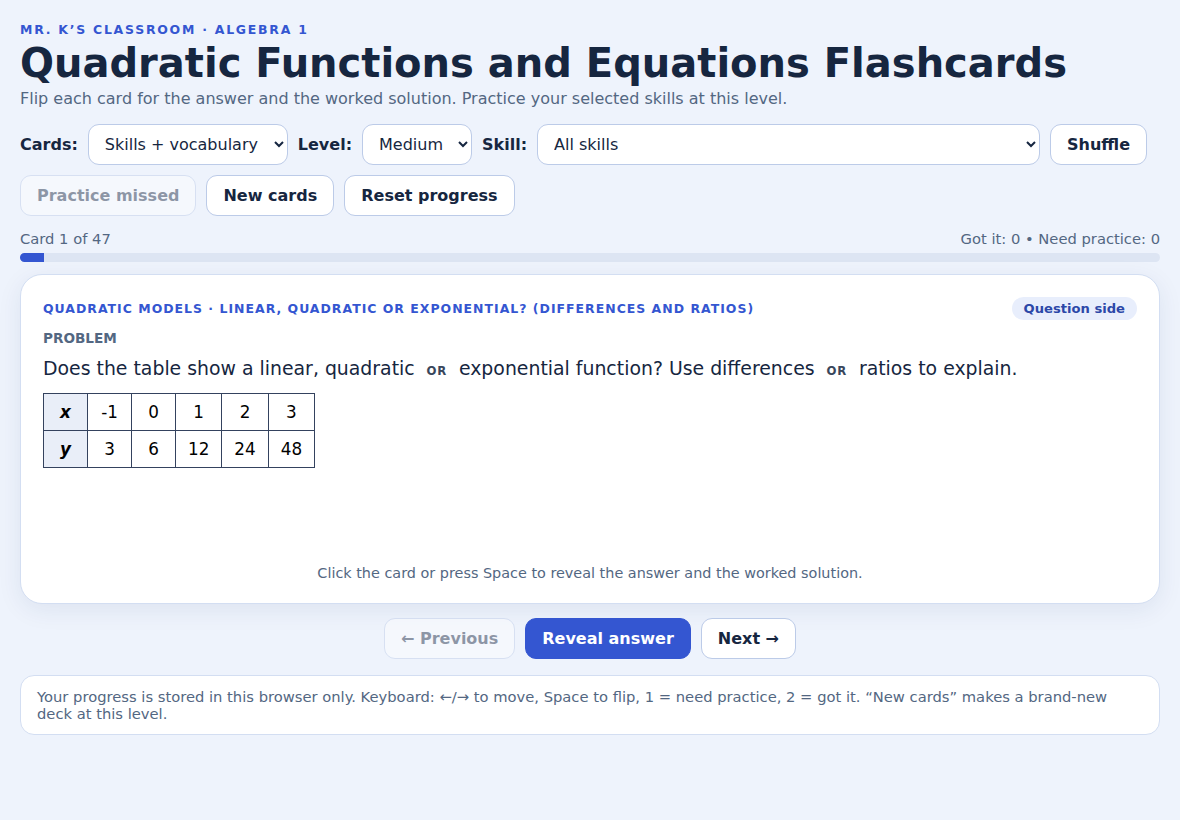 MR. K’S CLASSROOM · ALGEBRA 1
Quadratic Functions and Equations Flashcards
Flip each card for the answer and the worked solution. Practice your selected skills at this level.
Cards: Skills + vocabulary Level: Medium Skill: All skills Shuffle
Practice missed New cards Reset progress
Card 1 of 47 Got it: 0 • Need practice: 0
QUADRATIC MODELS · LINEAR, QUADRATIC OR EXPONENTIAL? (DIFFERENCES AND RATIOS) Question side
PROBLEM
Does the table show a linear, quadratic OR exponential function? Use differences OR ratios to explain.
x -1 0 1 2 3
y 3 6 12 24 48
Click the card or press Space to reveal the answer and the worked solution.
← Previous Reveal answer Next →
Your progress is stored in this browser only. Keyboard: ←/→ to move, Space to flip, 1 = need practice, 2 = got it. “New cards” makes a brand-new
deck at this level.